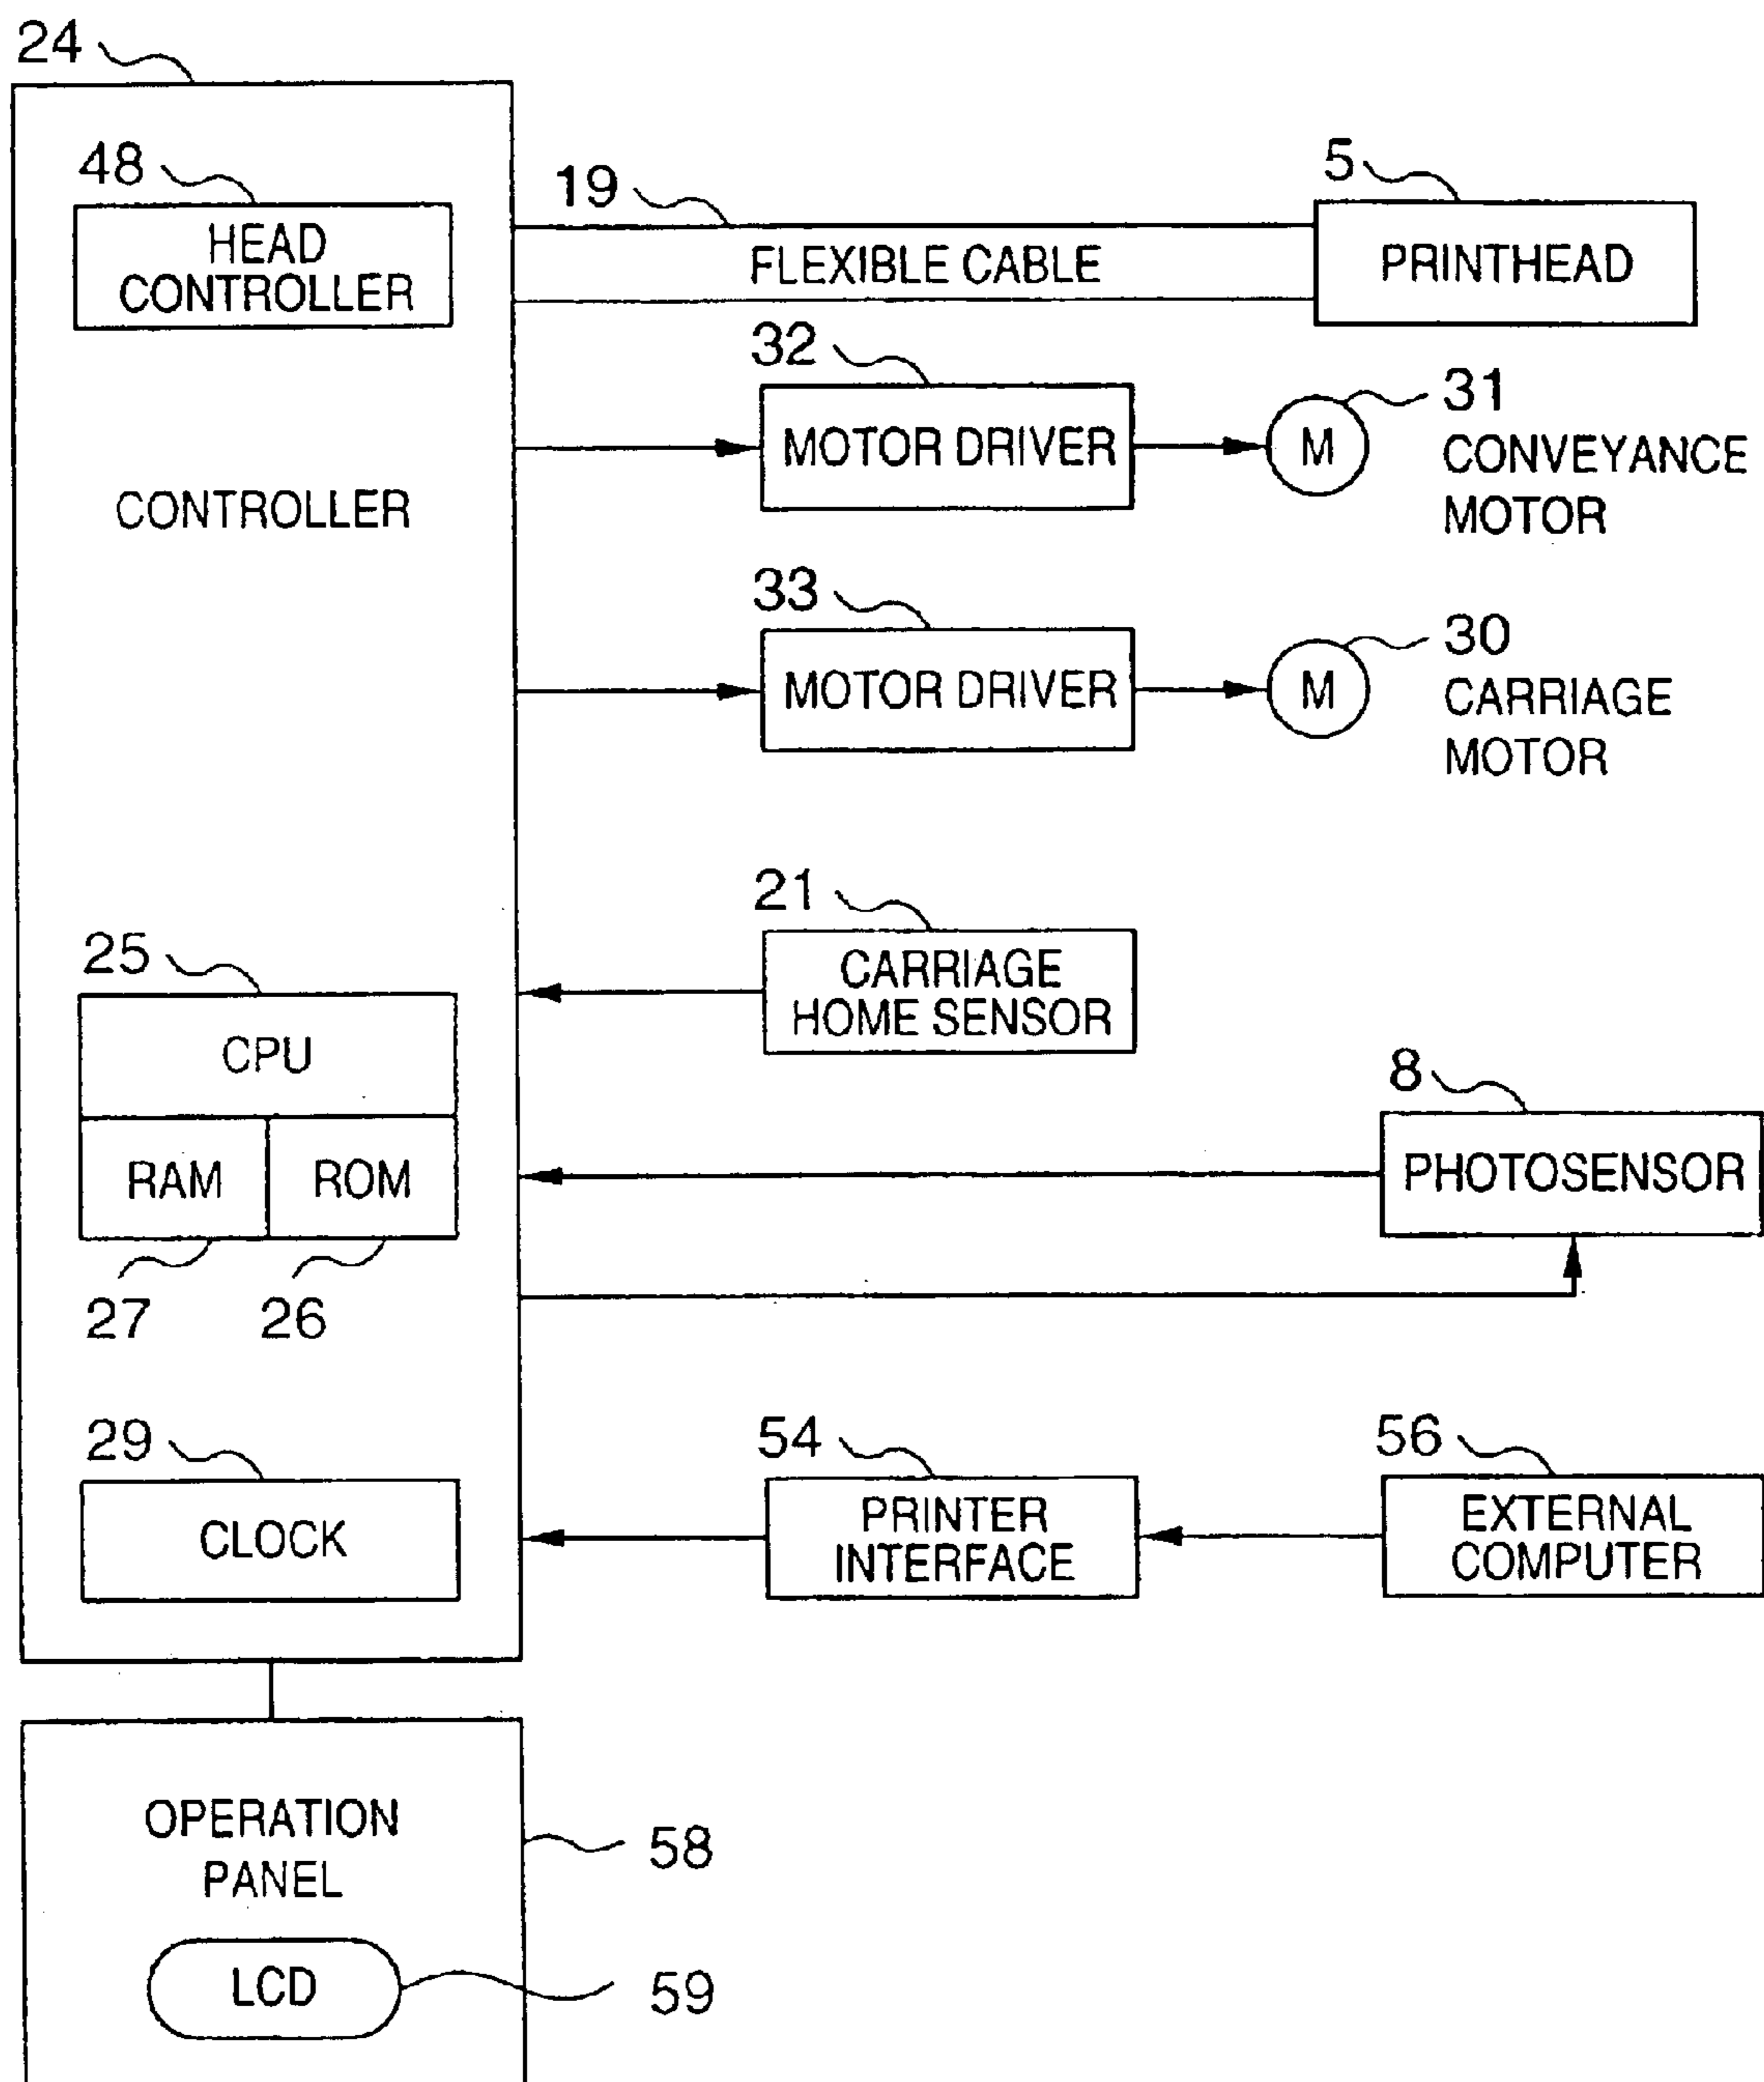 24
48
HEAD
CONTROLLER
19
FLEXIBLE CABLE
5
PRINTHEAD
32
MOTOR DRIVER
M
31
CONVEYANCE
MOTOR
CONTROLLER
33
MOTOR DRIVER
M
30
CARRIAGE
MOTOR
21
CARRIAGE
HOME SENSOR
25
CPU
RAM
ROM
27
26
8
PHOTOSENSOR
29
CLOCK
54
PRINTER
INTERFACE
56
EXTERNAL
COMPUTER
OPERATION
PANEL
58
LCD
59